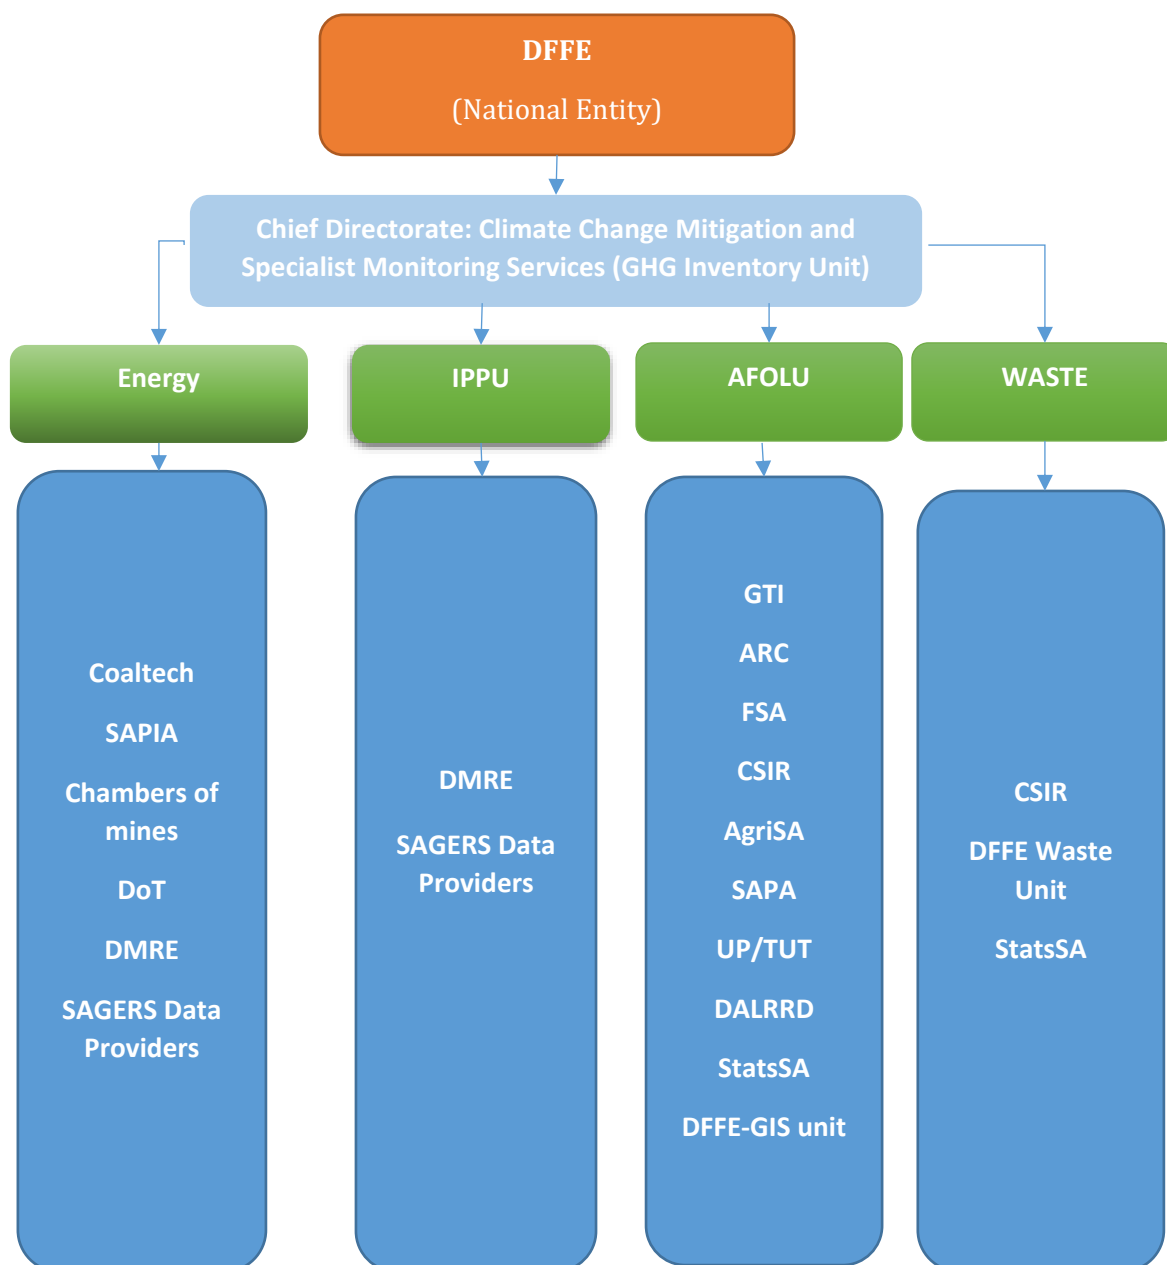 DFFE
(National Entity)
Chief Directorate: Climate Change Mitigation and
Specialist Monitoring Services (GHG Inventory Unit)
Energy
IPPU
AFOLU
WASTE
Coaltech
SAPIA
Chambers of
mines
DoT
DMRE
SAGERS Data
Providers
DMRE
SAGERS Data
Providers
GTI
ARC
FSA
CSIR
AgriSA
SAPA
UP/TUT
DALRRD
StatsSA
DFFE-GIS unit
CSIR
DFFE Waste
Unit
StatsSA